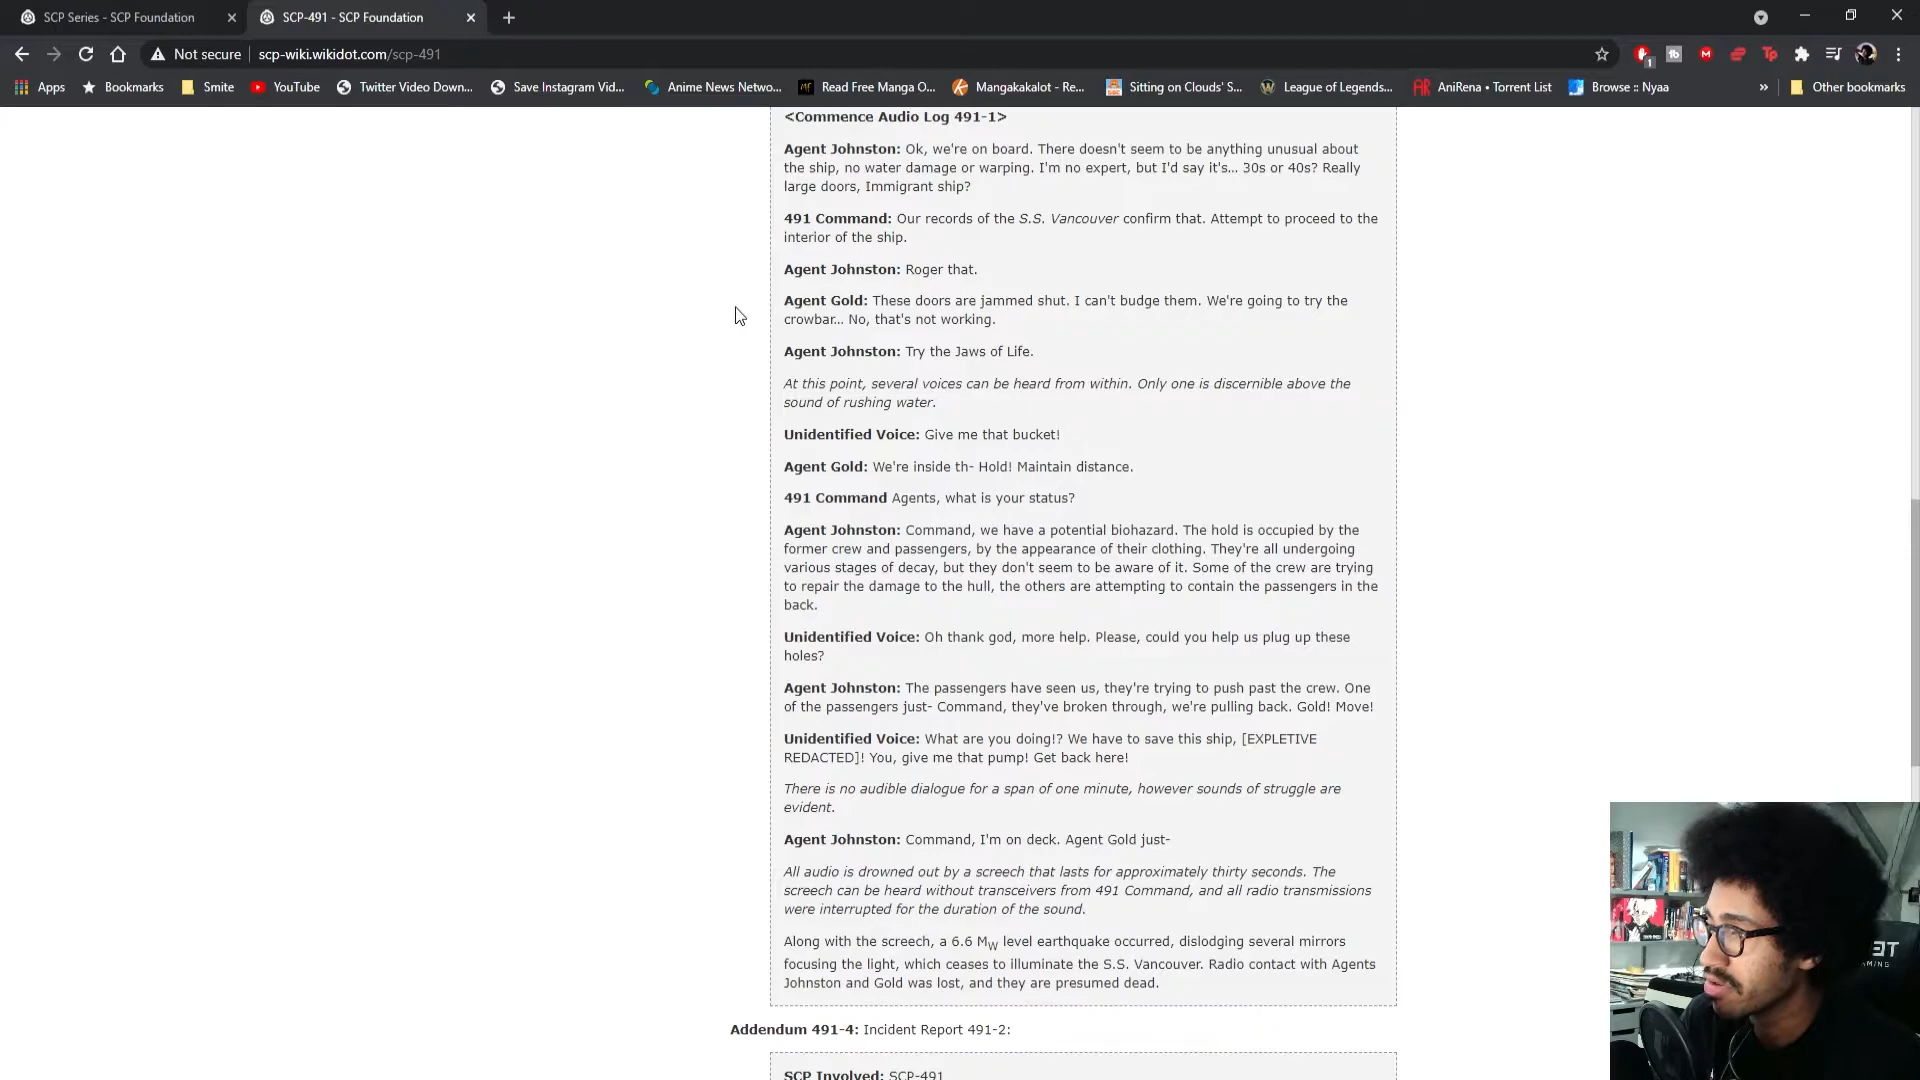 SCP Series - SCP Foundation
SCP-491 - SCP Foundation
Not secure
scp-wiki.wikidot.com/scp-491
1
Apps
Bookmarks
Smite
YouTube
Twitter Video Down...
Save Instagram Vid...
Anime News Netwo...
Read Free Manga O...
Mangakakalot - Re...
Sitting on Clouds' S...
League of Legends...
AniRena • Torrent List
Browse :: Nyaa
»
Other bookmarks
<Commence Audio Log 491-1>
Agent Johnston: Ok, we're on board. There doesn't seem to be anything unusual about
the ship, no water damage or warping. I'm no expert, but I'd say it's... 30s or 40s? Really
large doors, Immigrant ship?
491 Command: Our records of the S.S. Vancouver confirm that. Attempt to proceed to the
interior of the ship.
Agent Johnston: Roger that.
Agent Gold: These doors are jammed shut. I can't budge them. We're going to try the
crowbar... No, that's not working.
Agent Johnston: Try the Jaws of Life.
At this point, several voices can be heard from within. Only one is discernible above the
sound of rushing water.
Unidentified Voice: Give me that bucket!
Agent Gold: We're inside th- Hold! Maintain distance.
491 Command Agents, what is your status?
Agent Johnston: Command, we have a potential biohazard. The hold is occupied by the
former crew and passengers, by the appearance of their clothing. They're all undergoing
various stages of decay, but they don't seem to be aware of it. Some of the crew are trying
to repair the damage to the hull, the others are attempting to contain the passengers in the
back.
Unidentified Voice: Oh thank god, more help. Please, could you help us plug up these
holes?
Agent Johnston: The passengers have seen us, they're trying to push past the crew. One
of the passengers just- Command, they've broken through, we're pulling back. Gold! Move!
Unidentified Voice: What are you doing!? We have to save this ship, [EXPLETIVE
REDACTED]! You, give me that pump! Get back here!
There is no audible dialogue for a span of one minute, however sounds of struggle are
evident.
Agent Johnston: Command, I'm on deck. Agent Gold just-
All audio is drowned out by a screech that lasts for approximately thirty seconds. The
screech can be heard without transceivers from 491 Command, and all radio transmissions
were interrupted for the duration of the sound.
Along with the screech, a 6.6 MW level earthquake occurred, dislodging several mirrors
focusing the light, which ceases to illuminate the S.S. Vancouver. Radio contact with Agents
Johnston and Gold was lost, and they are presumed dead.
Addendum 491-4: Incident Report 491-2:
SCP Involved: SCP-491